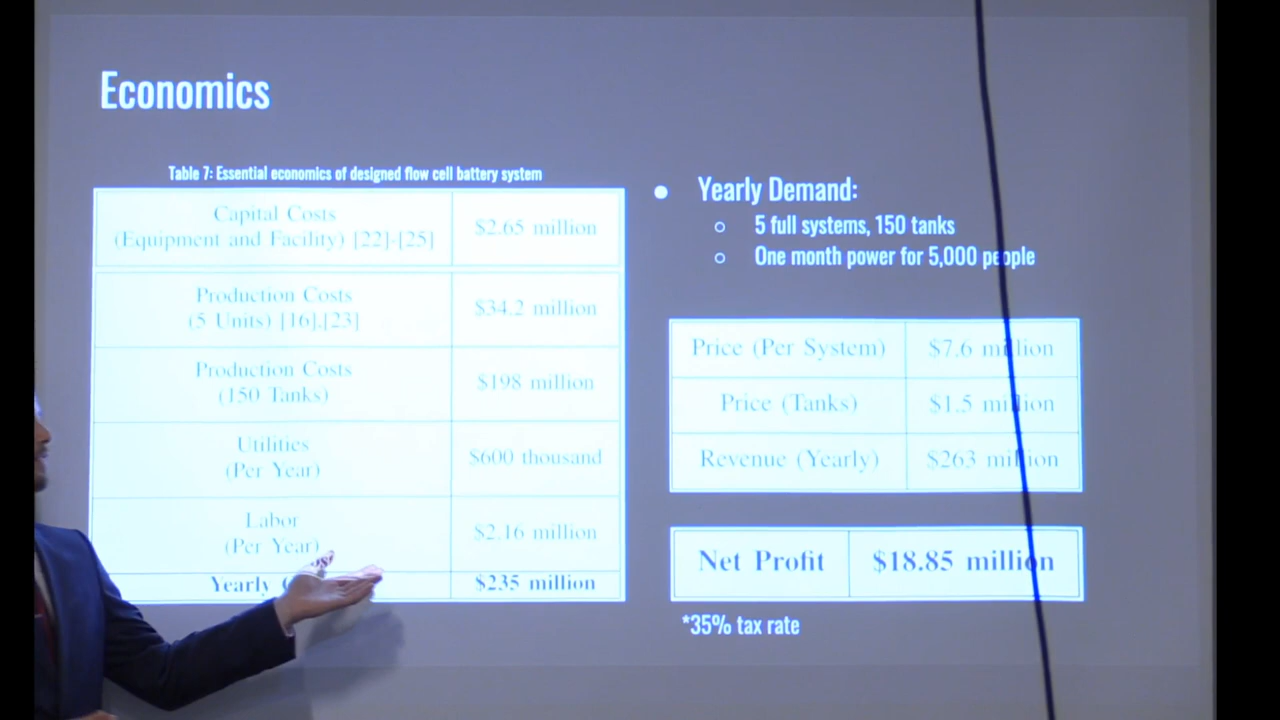 Economics
Table 7: Essential economics of designed flow cell battery system
Capital Costs
(Equipment and Facility) [22]-[25]
$2.65 million
Production Costs
(5 Units) [16],[23]
$34.2 million
Production Costs
(150 Tanks)
$198 million
Utilities
(Per Year)
$600 thousand
Labor
(Per Year)
$2.16 million
Yearly
$235 million
Yearly Demand:
5 full systems, 150 tanks
One month power for 5,000 people
Price (Per System)
$7.6 million
Price (Tanks)
$1.5 million
Revenue (Yearly)
$263 million
Net Profit
$18.85 million
*35% tax rate